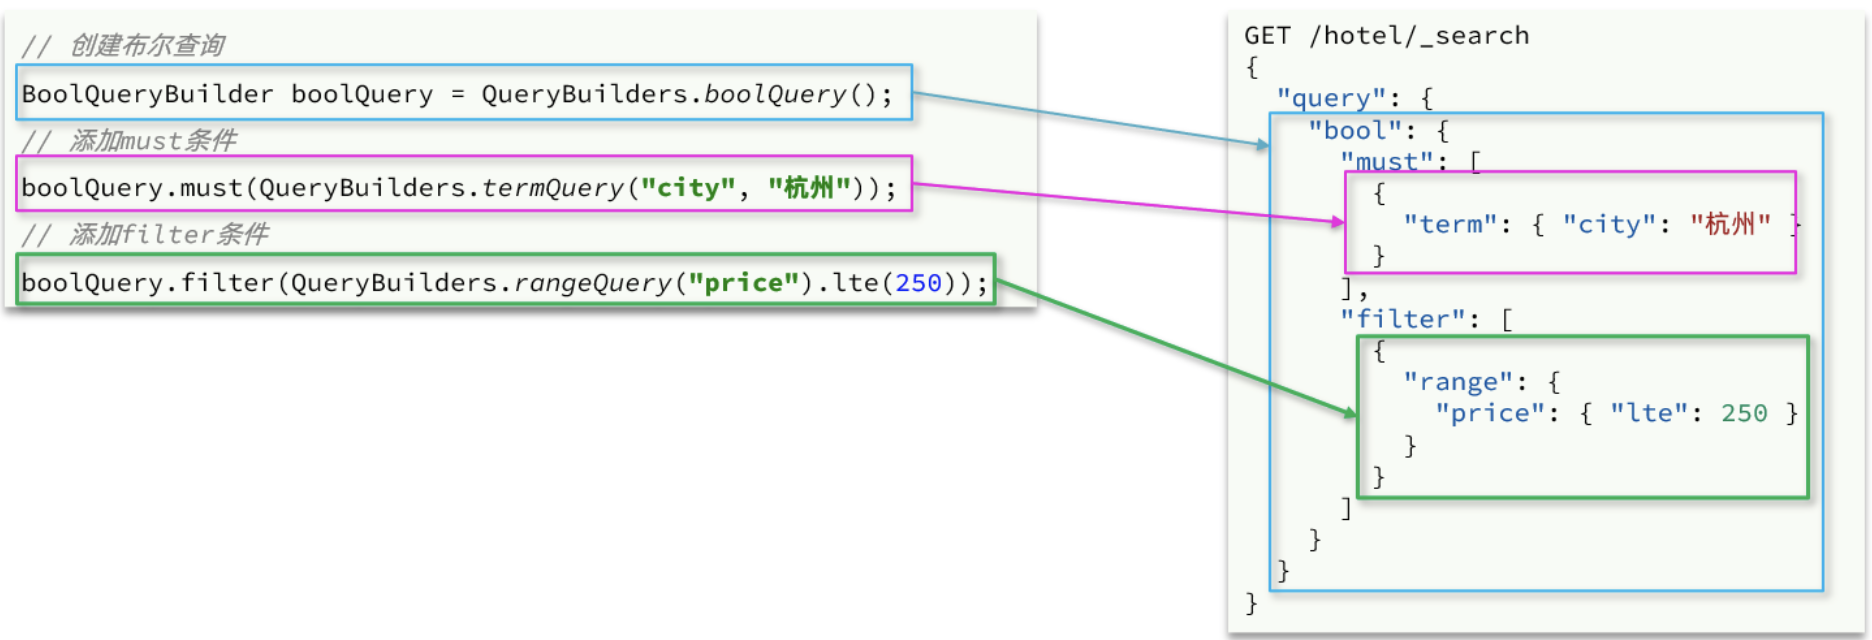 // 创建布尔查询
BoolQueryBuilder boolQuery = QueryBuilders.boolQuery();
// 添加must条件
boolQuery.must(QueryBuilders.termQuery("city", "杭州"));
// 添加filter条件
boolQuery.filter(QueryBuilders.rangeQuery("price").lte(250));
GET /hotel/_search
{
  "query": {
    "bool": {
      "must": [
        {
          "term": { "city": "杭州" }
        }
      ],
      "filter": [
        {
          "range": {
            "price": { "lte": 250 }
          }
        }
      ]
    }
  }
}